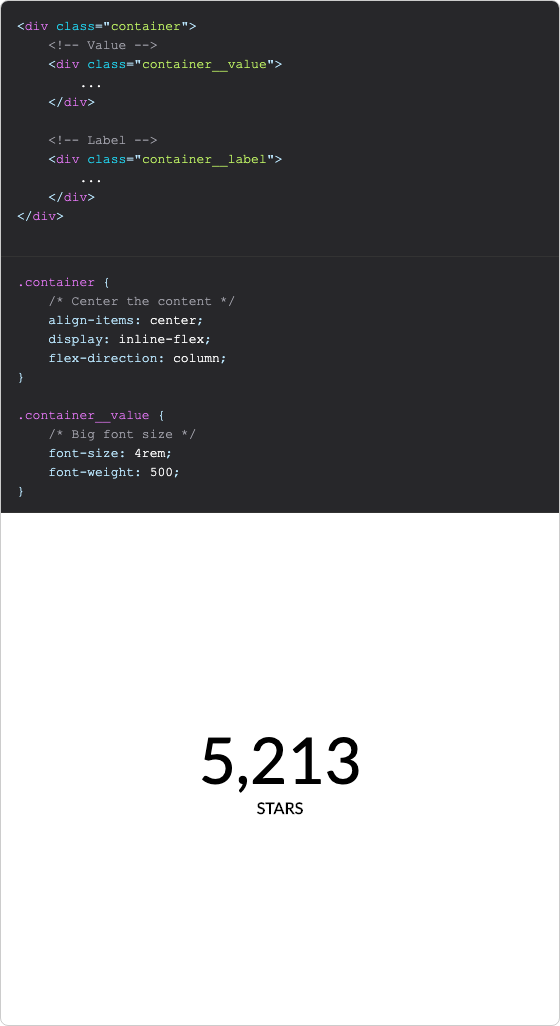 <div class="container">
    <!-- Value -->
    <div class="container__value">
        ...
    </div>

    <!-- Label -->
    <div class="container__label">
        ...
    </div>
</div>

.container {
    /* Center the content */
    align-items: center;
    display: inline-flex;
    flex-direction: column;
}

.container__value {
    /* Big font size */
    font-size: 4rem;
    font-weight: 500;
}

5,213
STARS